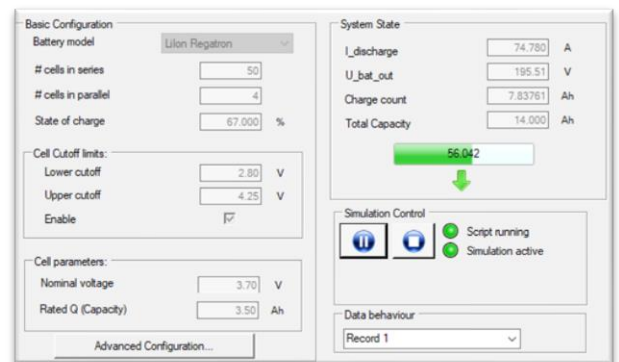 Basic Configuration
Battery model LiIon Regatron
# cells in series 50
# cells in parallel 4
State of charge 67.000 %
Cell Cutoff limits:
Lower cutoff 2.80 V
Upper cutoff 4.25 V
Enable
Cell parameters:
Nominal voltage 3.70 V
Rated Q (Capacity) 3.50 Ah
Advanced Configuration...
System State
I_discharge 74.780 A
U_bat_out 195.51 V
Charge count 7.83761 Ah
Total Capacity 14.000 Ah
56.042
Simulation Control
Script running
Simulation active
Data behaviour
Record 1